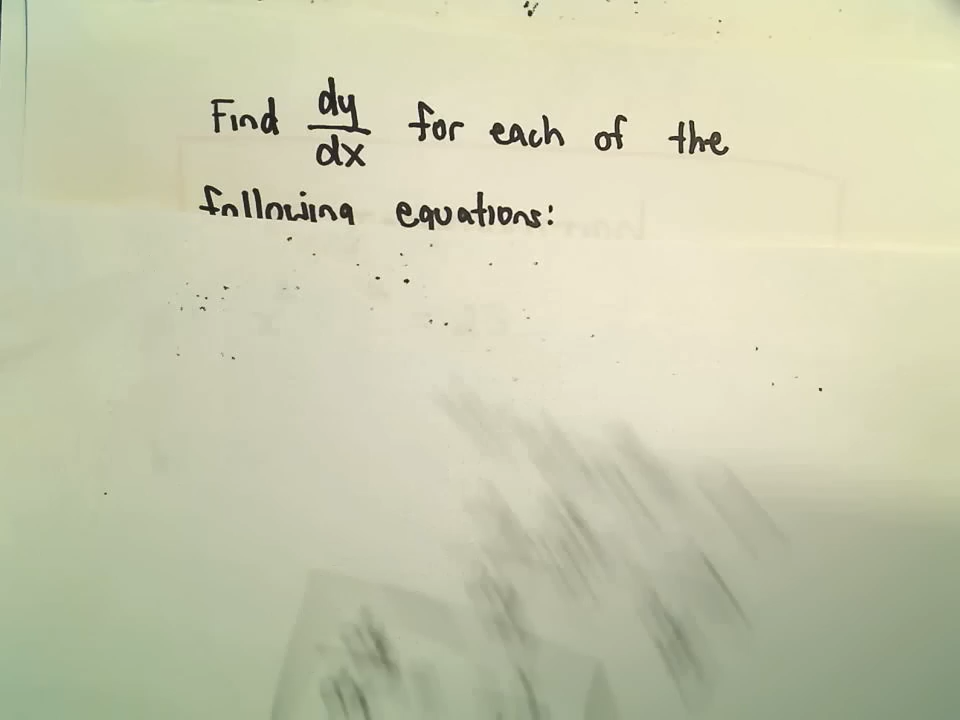 Find dy/dx for each of the
following equations: